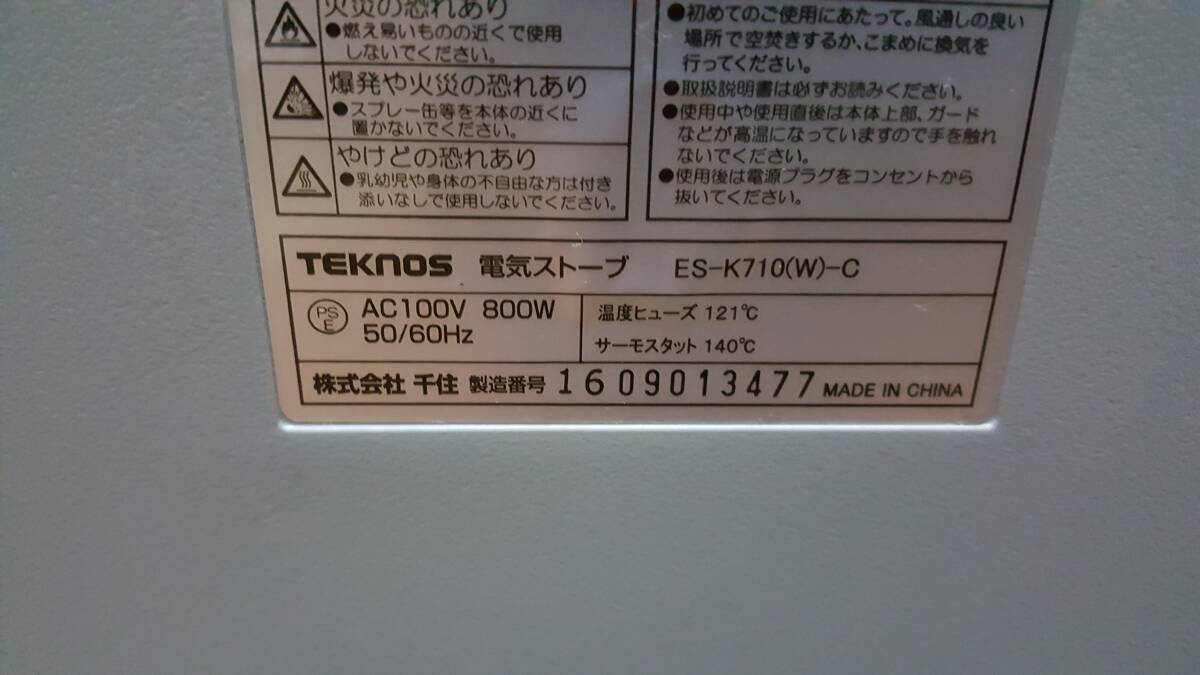 火災の恐れあり
●燃え易いものの近くで使用
しないでください。
爆発や火災の恐れあり
●スプレー缶等を本体の近くに
置かないでください。
やけどの恐れあり
●乳幼児や身体の不自由な方は付き
添いなしで使用しないでください。
●初めてのご使用にあたって。風通しの良い
場所で空焚きするか、こまめに換気を
行ってください。
●取扱説明書は必ずお読みください。
●使用中や使用直後は本体上部、ガード
などが高温になっていますので手を触れ
ないでください。
●使用後は電源プラグをコンセントから
抜いてください。
TEKNOS 電気ストーブ ES-K710(W)-C
PS
E
AC100V 800W
50/60Hz
温度ヒューズ 121℃
サーモスタット 140℃
株式会社 千住 製造番号 1609013477 MADE IN CHINA